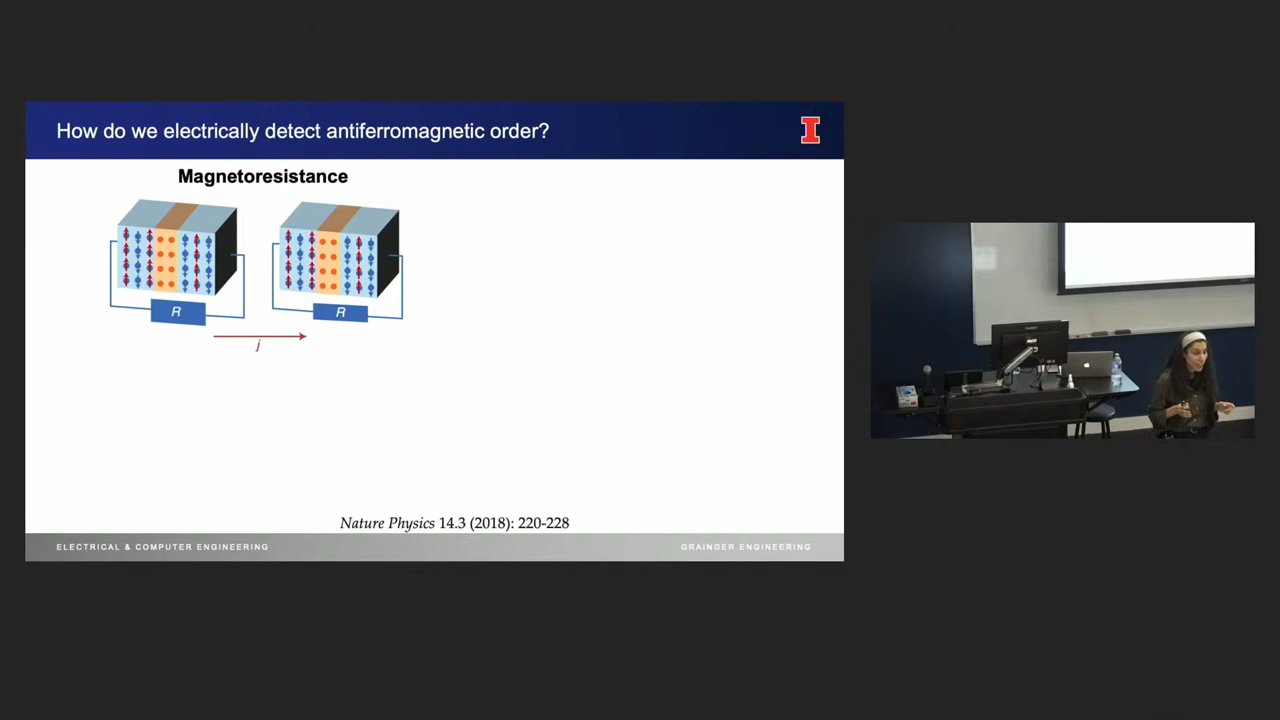 How do we electrically detect antiferromagnetic order?
I
Magnetoresistance
R
R
j
Nature Physics 14.3 (2018): 220-228
ELECTRICAL & COMPUTER ENGINEERING
GRAINGER ENGINEERING